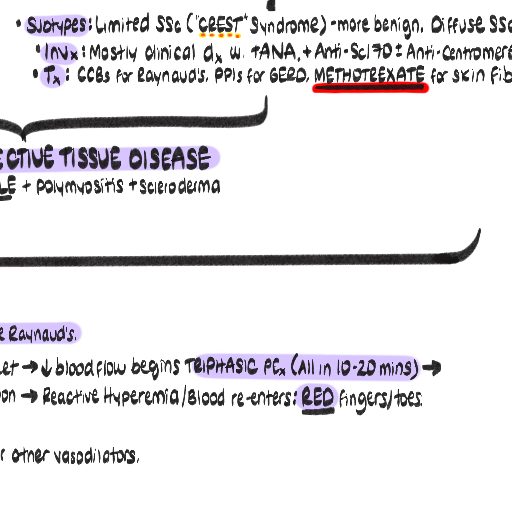 • Subtypes: Limited SSc ("CREST" Syndrome) - more benign. Diffuse SSc
• Invx: Mostly clinical dx w. ↑ANA, + Anti-Scl70 ± Anti-Centromere
• Tx: CCBs for Raynaud's, PPIs for GERD, METHOTREXATE for skin fib
ECTIVE TISSUE DISEASE
LE + polymyositis + scleroderma
Raynaud's.
→ ↓ blood flow begins TRIPHASIC PEx (All in 10-20 mins) →
on → Reactive Hyperemia/Blood re-enters: RED fingers/toes.
r other vasodilators.